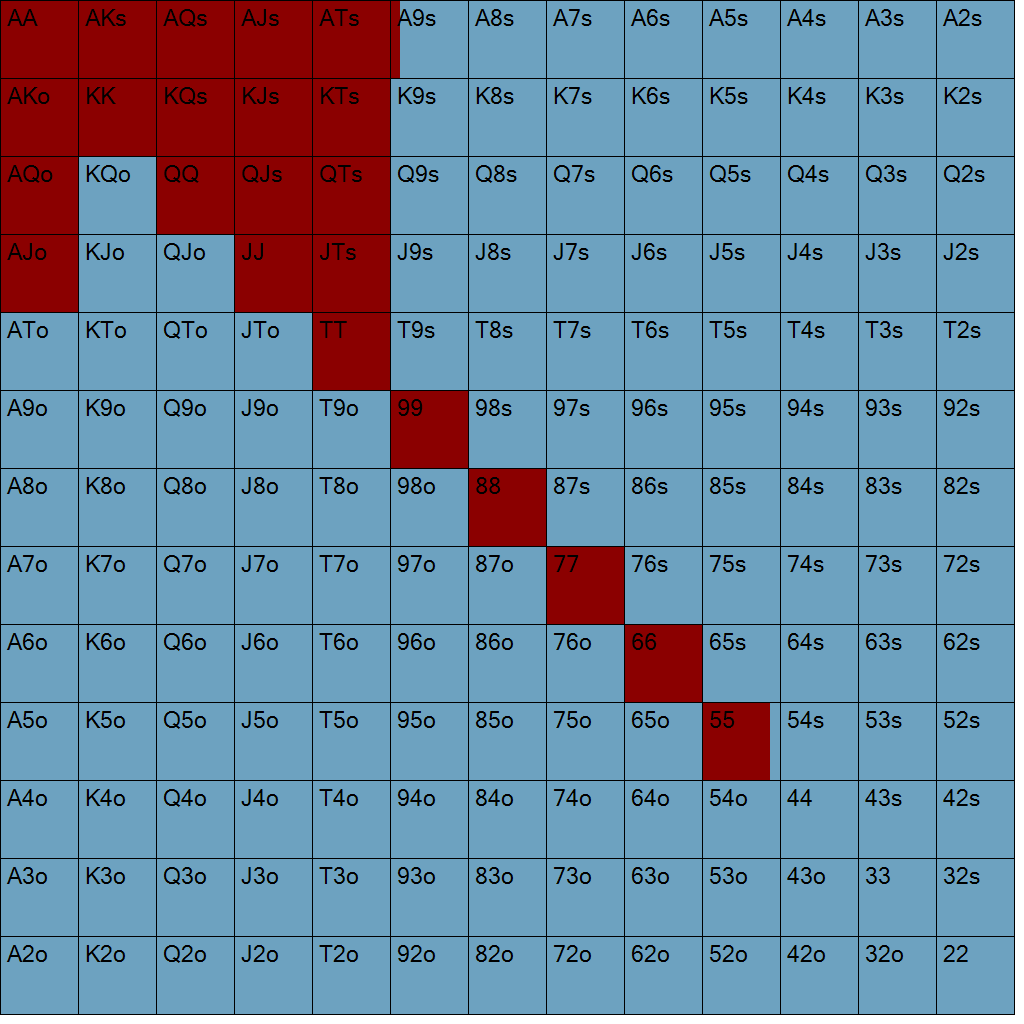 AA AKs AQs AJs ATs A9s A8s A7s A6s A5s A4s A3s A2s
AKo KK KQs KJs KTs K9s K8s K7s K6s K5s K4s K3s K2s
AQo KQo QQ QJs QTs Q9s Q8s Q7s Q6s Q5s Q4s Q3s Q2s
AJo KJo QJo JJ JTs J9s J8s J7s J6s J5s J4s J3s J2s
ATo KTo QTo JTo TT T9s T8s T7s T6s T5s T4s T3s T2s
A9o K9o Q9o J9o T9o 99 98s 97s 96s 95s 94s 93s 92s
A8o K8o Q8o J8o T8o 98o 88 87s 86s 85s 84s 83s 82s
A7o K7o Q7o J7o T7o 97o 87o 77 76s 75s 74s 73s 72s
A6o K6o Q6o J6o T6o 96o 86o 76o 66 65s 64s 63s 62s
A5o K5o Q5o J5o T5o 95o 85o 75o 65o 55 54s 53s 52s
A4o K4o Q4o J4o T4o 94o 84o 74o 64o 54o 44 43s 42s
A3o K3o Q3o J3o T3o 93o 83o 73o 63o 53o 43o 33 32s
A2o K2o Q2o J2o T2o 92o 82o 72o 62o 52o 42o 32o 22